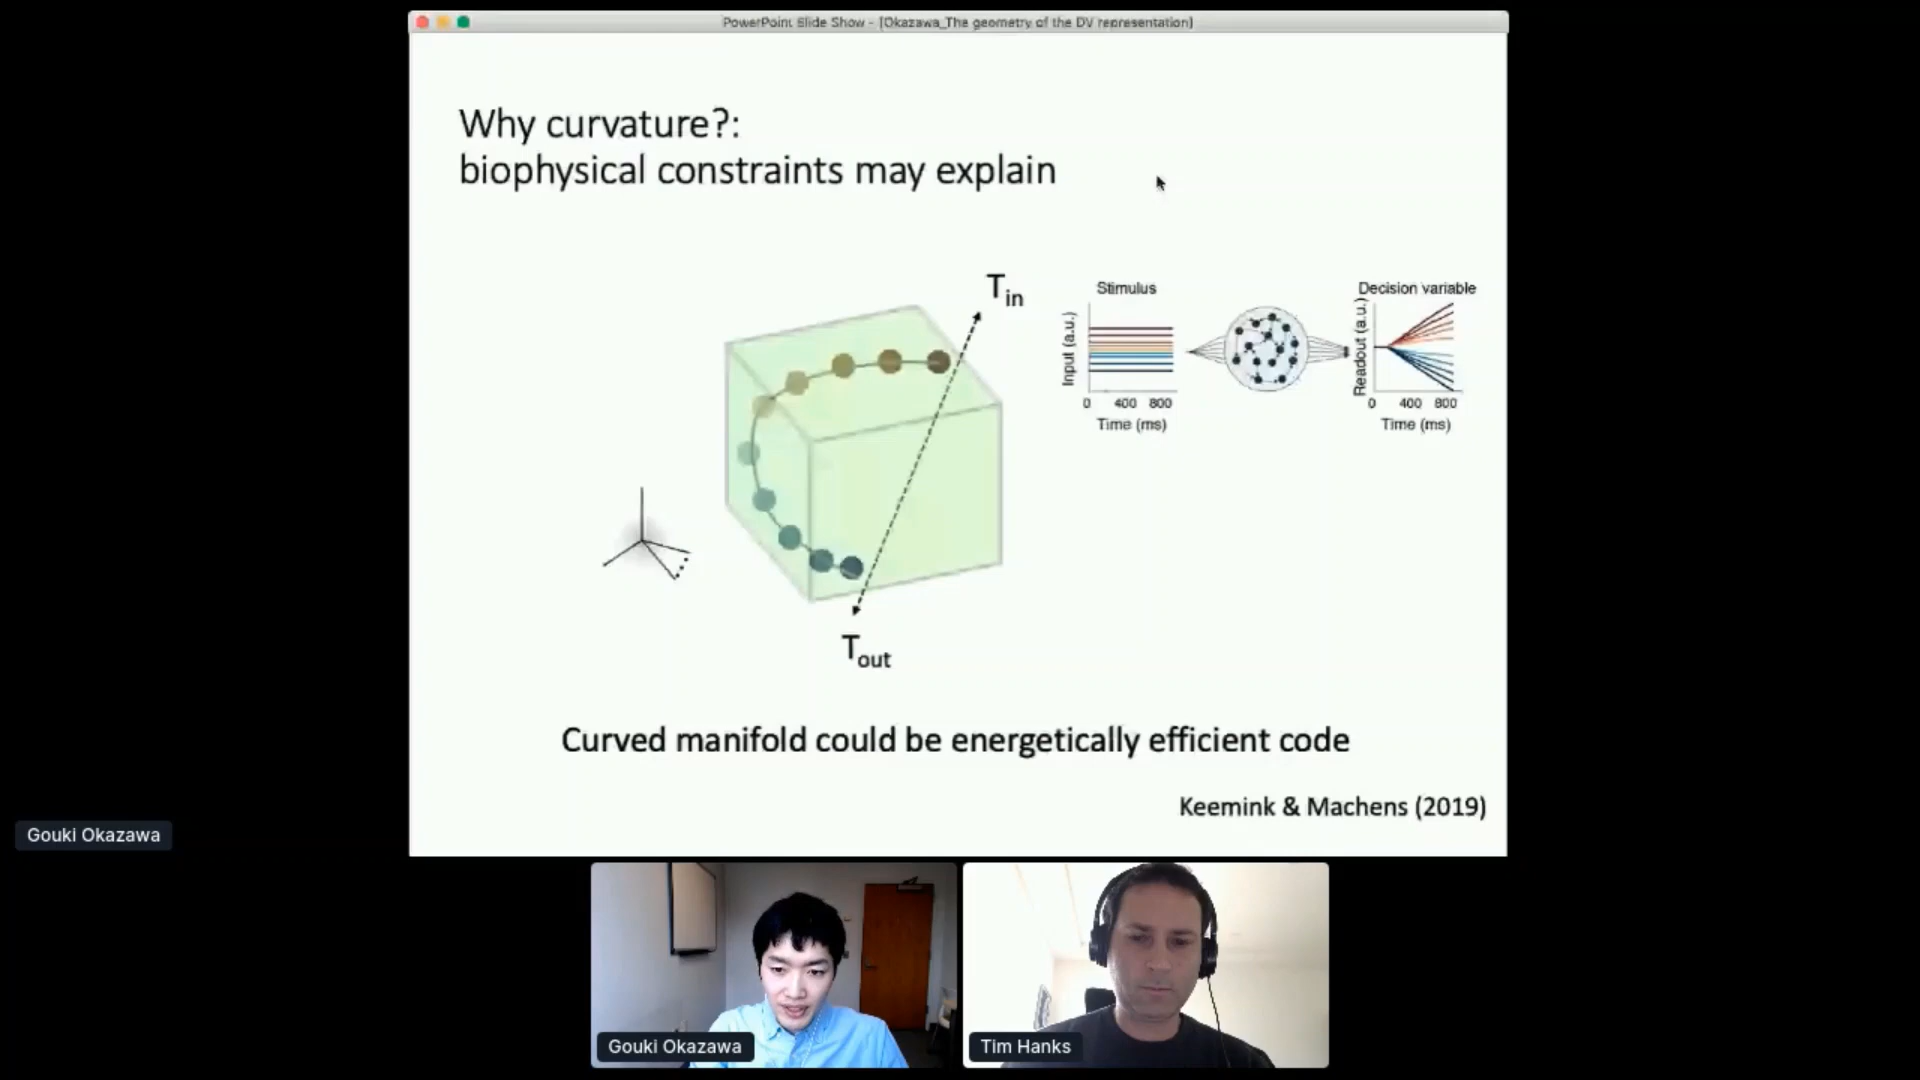 PowerPoint Slide Show - [Okazawa_The geometry of the DV representation]
Why curvature?:
biophysical constraints may explain
Tin
Tout
Stimulus
Input (a.u.)
0 400 800
Time (ms)
Decision variable
Readout (a.u.)
0 400 800
Time (ms)
Curved manifold could be energetically efficient code
Keemink & Machens (2019)
Gouki Okazawa
Gouki Okazawa
Tim Hanks